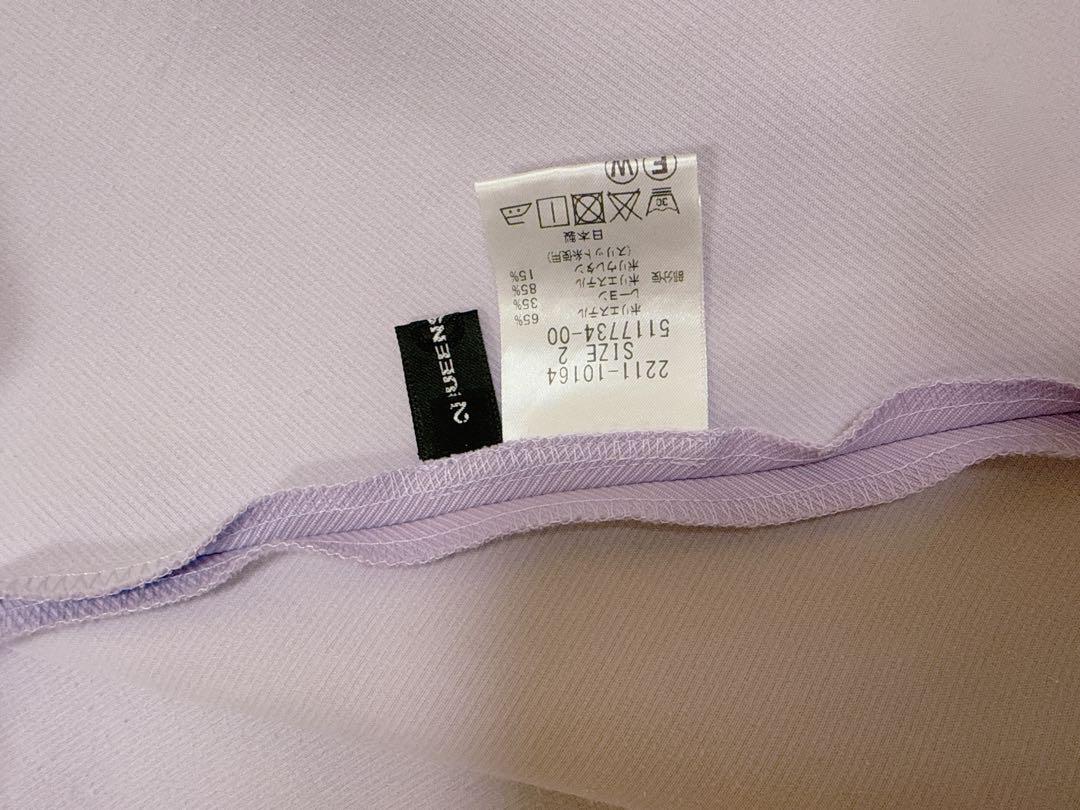 2211-10164
SIZE 2
5117734-00
ポリエステル 65%
レーヨン 35%
部分使 ポリエステル 85%
ポリウレタン 15%
(スリット糸使用)
日本製
30
F W